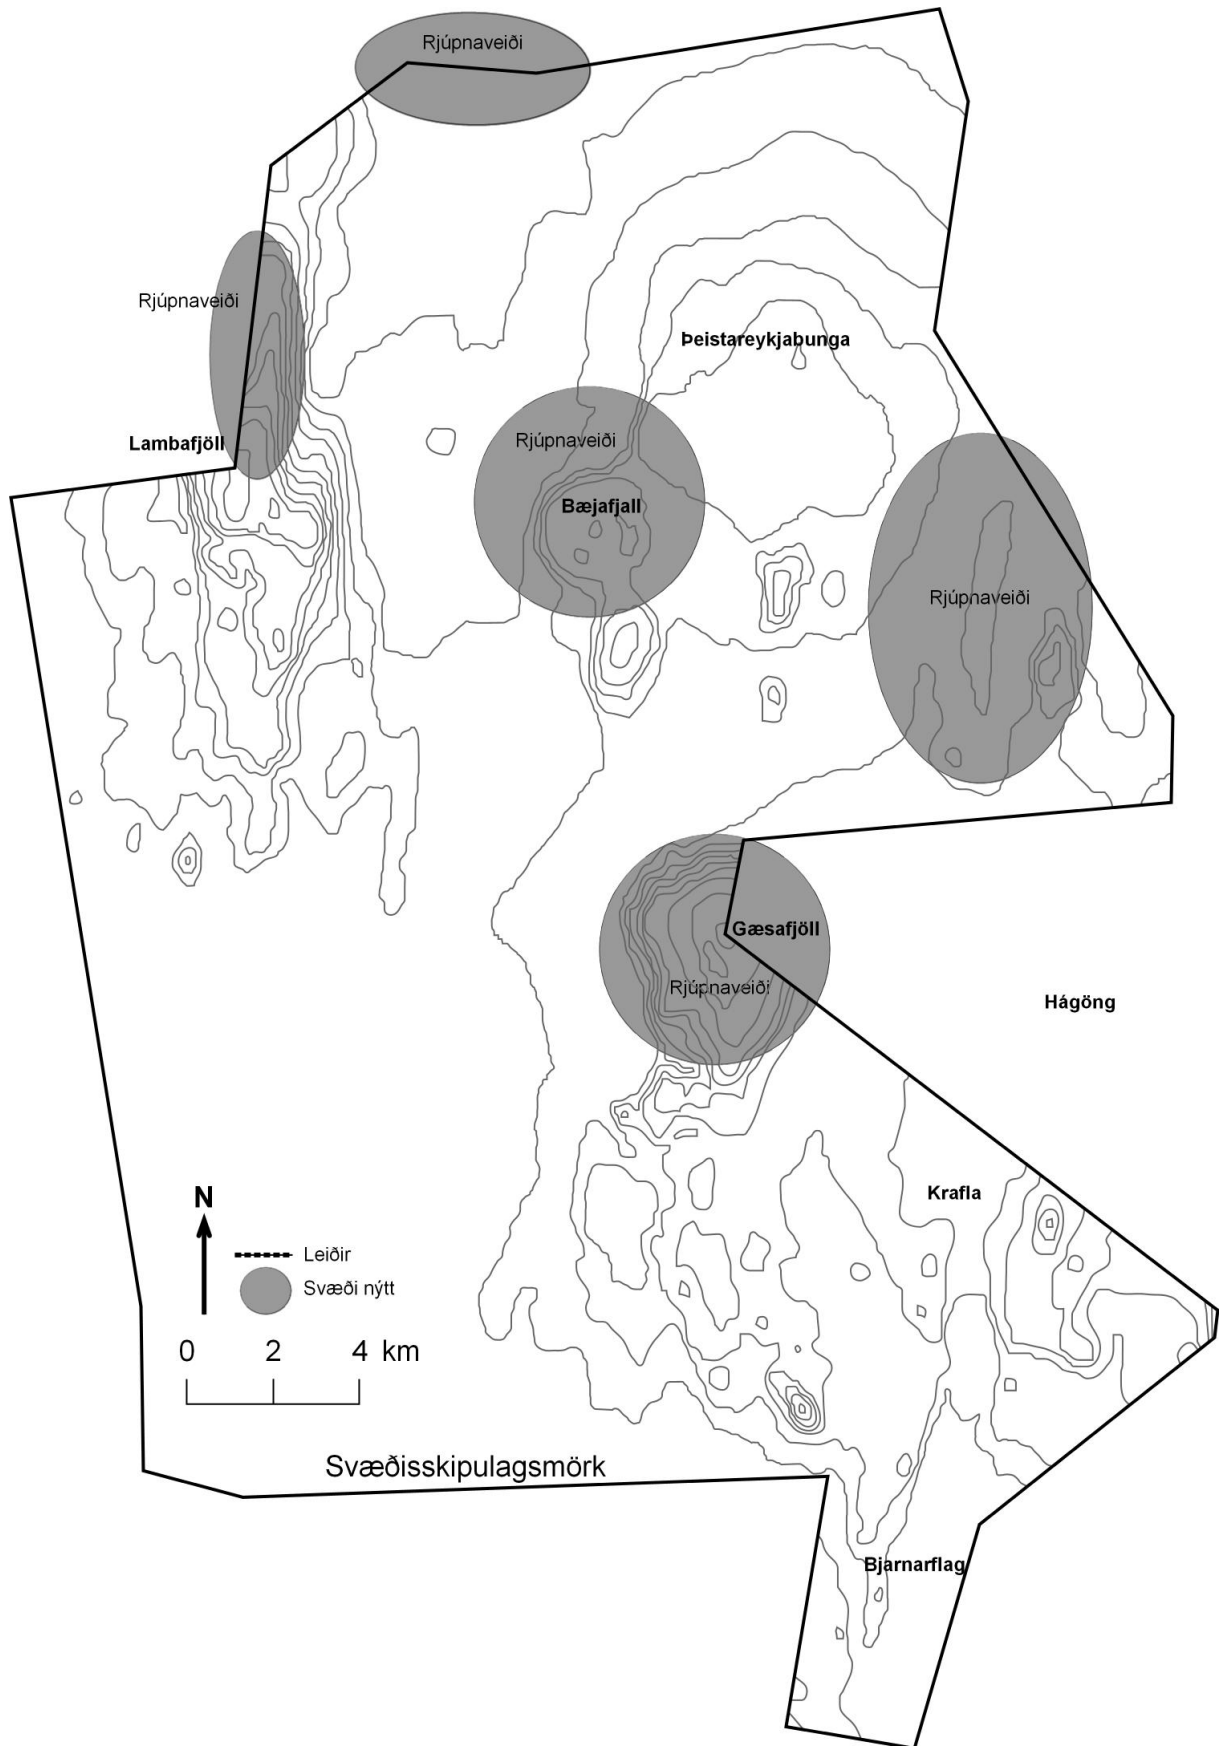 Rjúpnaveiði
Rjúpnaveiði
Þeistareykjabunga
Lambafjöll
Rjúpnaveiði
Bæjafjall
Rjúpnaveiði
Gæsafjöll
Rjúpnaveiði
Hágöng
Krafla
N
Leiðir
Svæði nýtt
0 2 4 km
Svæðisskipulagsmörk
Bjarnarflag